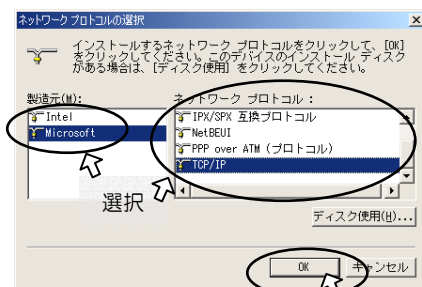 ネットワーク プロトコルの選択
インストールするネットワーク プロトコルをクリックして、[OK]
をクリックしてください。このデバイスのインストール ディスク
がある場合は、[ディスク使用] をクリックしてください。
製造元(M):
ネットワーク プロトコル :
Intel
Microsoft
IPX/SPX 互換プロトコル
NetBEUI
PPP over ATM (プロトコル)
TCP/IP
選択
ディスク使用(H)...
OK
キャンセル